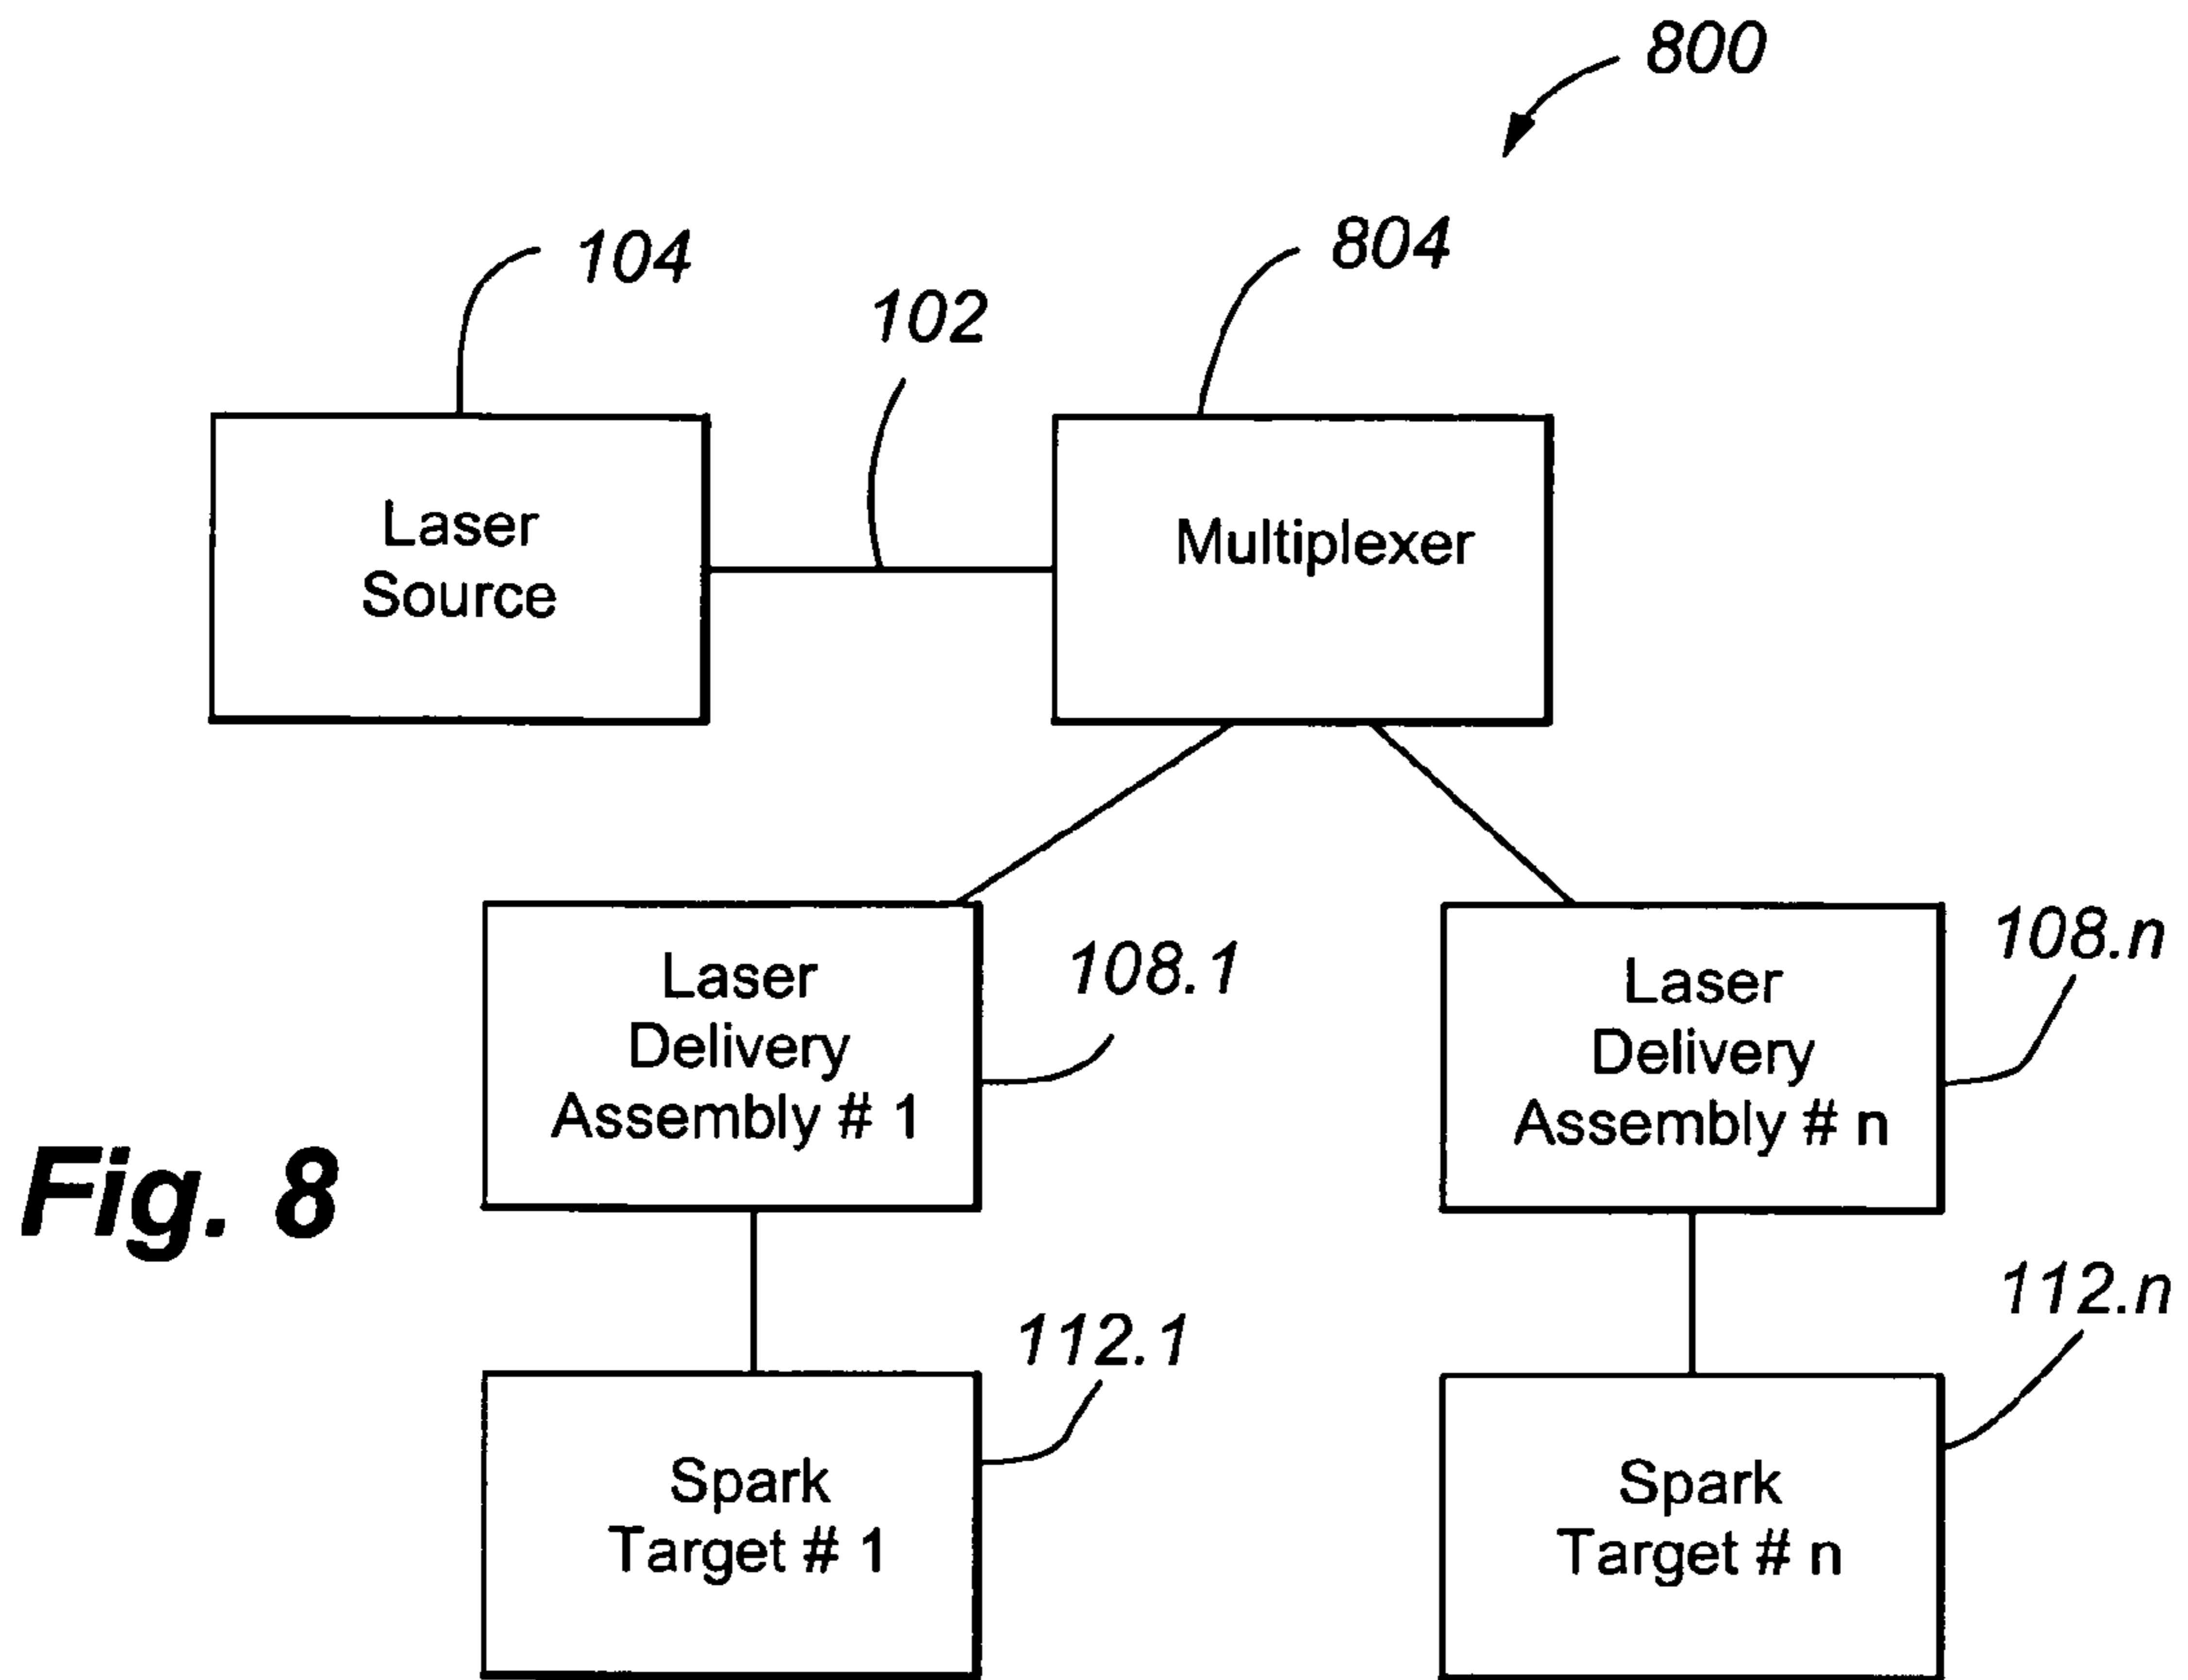 800
104
804
102
Laser
Source
Multiplexer
Laser
Delivery
Assembly # 1
108.1
Laser
Delivery
Assembly # n
108.n
Fig. 8
112.1
112.n
Spark
Target # 1
Spark
Target # n